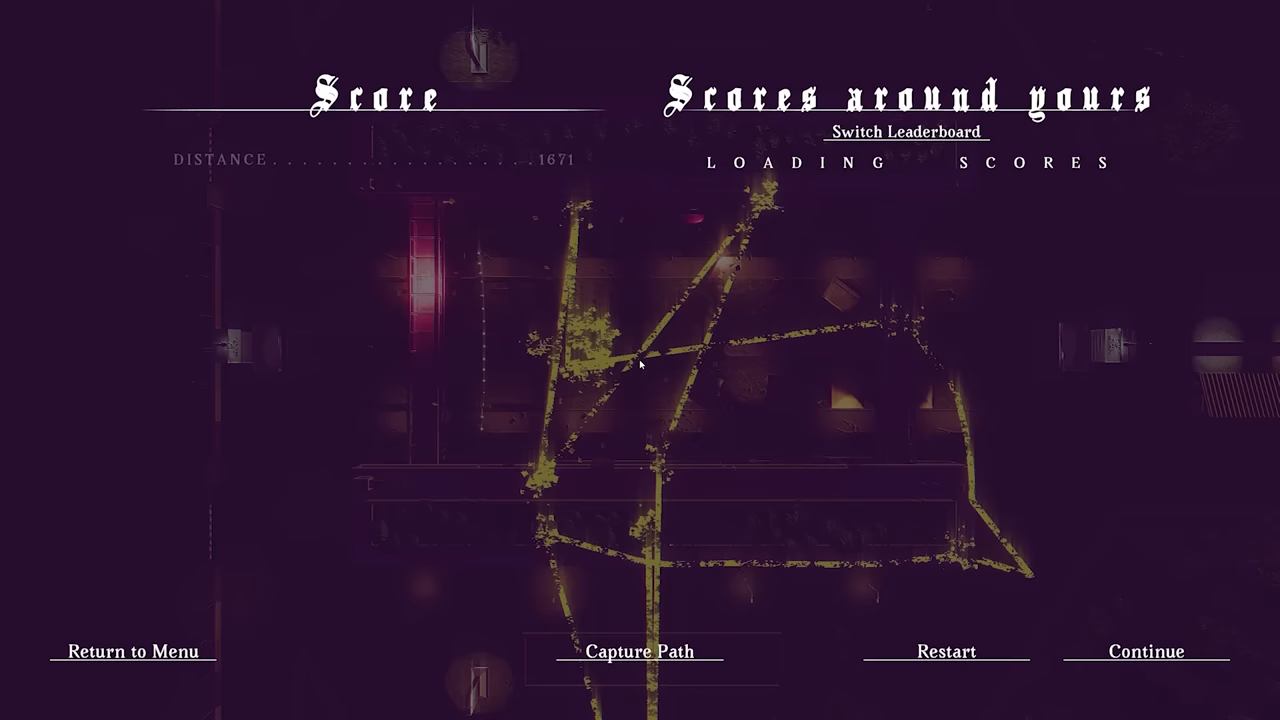 Score
DISTANCE...................1671
Scores around yours
Switch Leaderboard
LOADING SCORES
Return to Menu
Capture Path
Restart
Continue